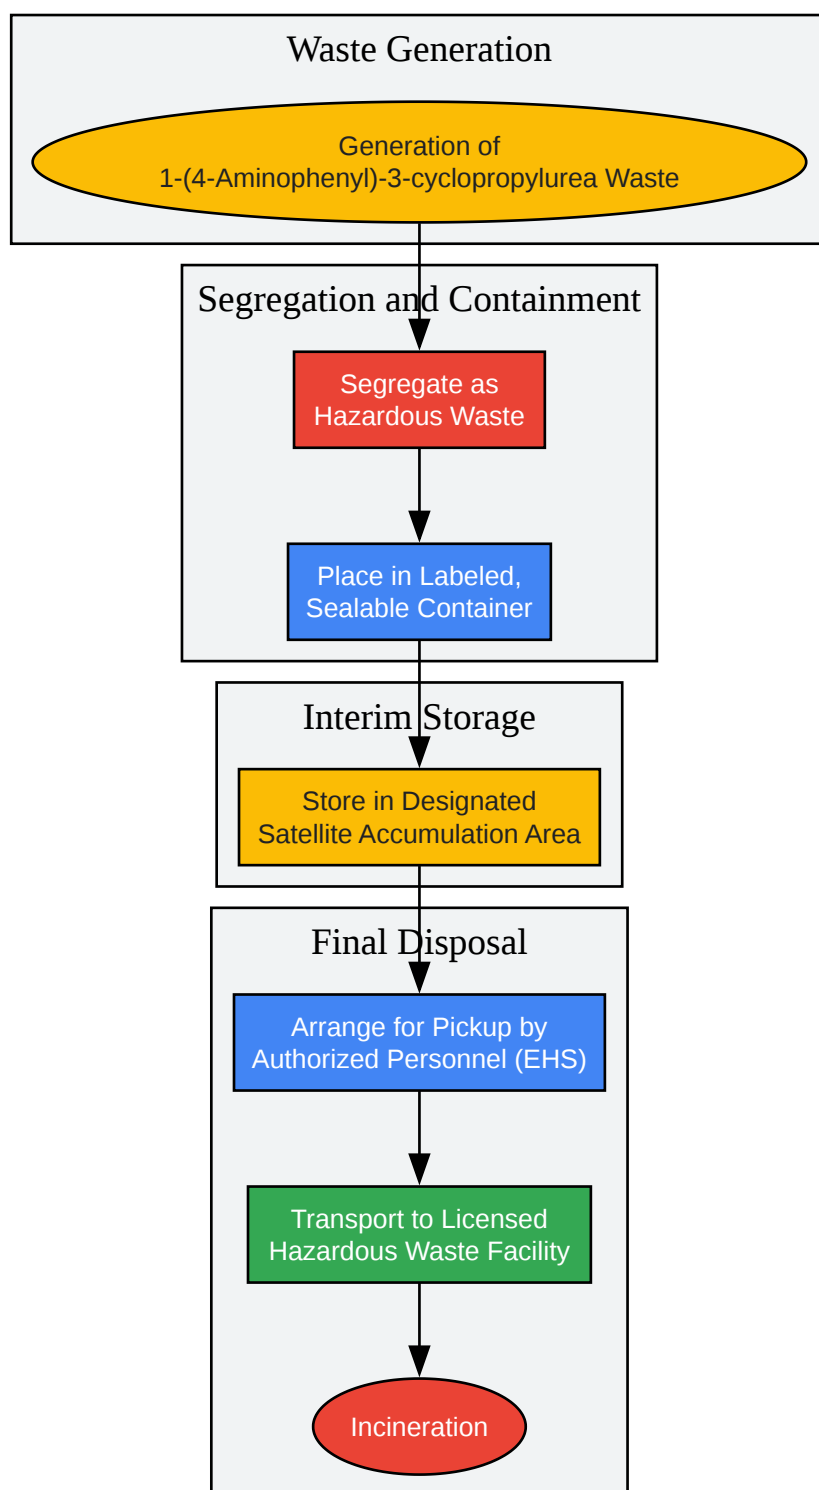 Waste Generation
Generation of
1-(4-Aminophenyl)-3-cyclopropylurea Waste
Segregation and Containment
Segregate as
Hazardous Waste
Place in Labeled,
Sealable Container
Interim Storage
Store in Designated
Satellite Accumulation Area
Final Disposal
Arrange for Pickup by
Authorized Personnel (EHS)
Transport to Licensed
Hazardous Waste Facility
Incineration